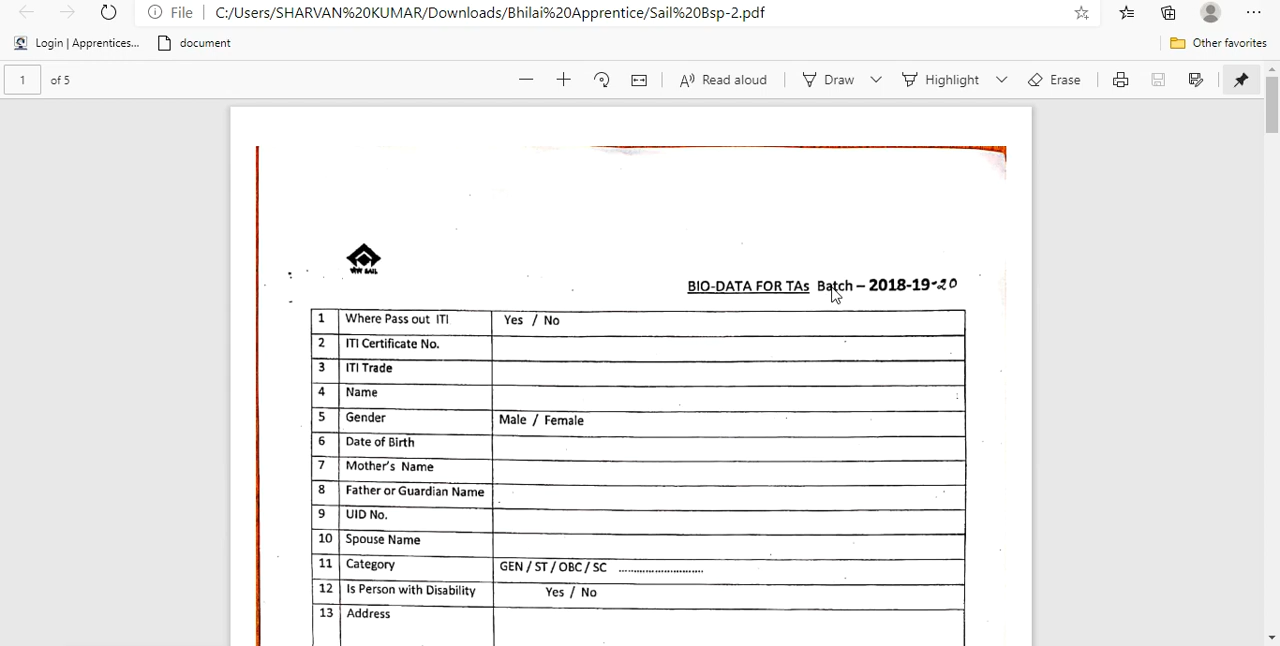 File
C:/Users/SHARVAN%20KUMAR/Downloads/Bhilai%20Apprentice/Sail%20Bsp-2.pdf
Login | Apprentices...
document
Other favorites
1 of 5
Read aloud
Draw
Highlight
Erase
BIO-DATA FOR TAs Batch – 2018-19-20
1 Where Pass out ITI Yes / No
2 ITI Certificate No.
3 ITI Trade
4 Name
5 Gender Male / Female
6 Date of Birth
7 Mother's Name
8 Father or Guardian Name
9 UID No.
10 Spouse Name
11 Category GEN / ST / OBC / SC ............................
12 Is Person with Disability Yes / No
13 Address